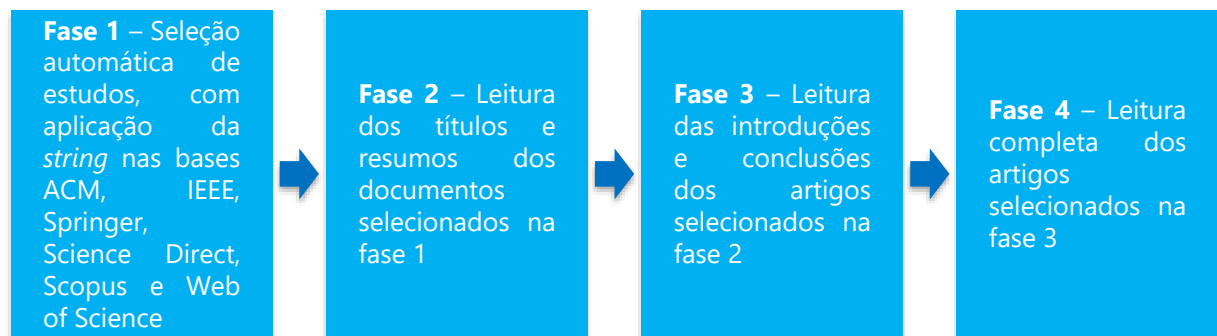 Fase 1 – Seleção
automática de
estudos, com
aplicação da
string nas bases
ACM, IEEE,
Springer,
Science Direct,
Scopus e Web
of Science
Fase 2 – Leitura
dos títulos e
resumos dos
documentos
selecionados na
fase 1
Fase 3 – Leitura
das introduções
e conclusões
dos artigos
selecionados na
fase 2
Fase 4 – Leitura
completa dos
artigos
selecionados na
fase 3